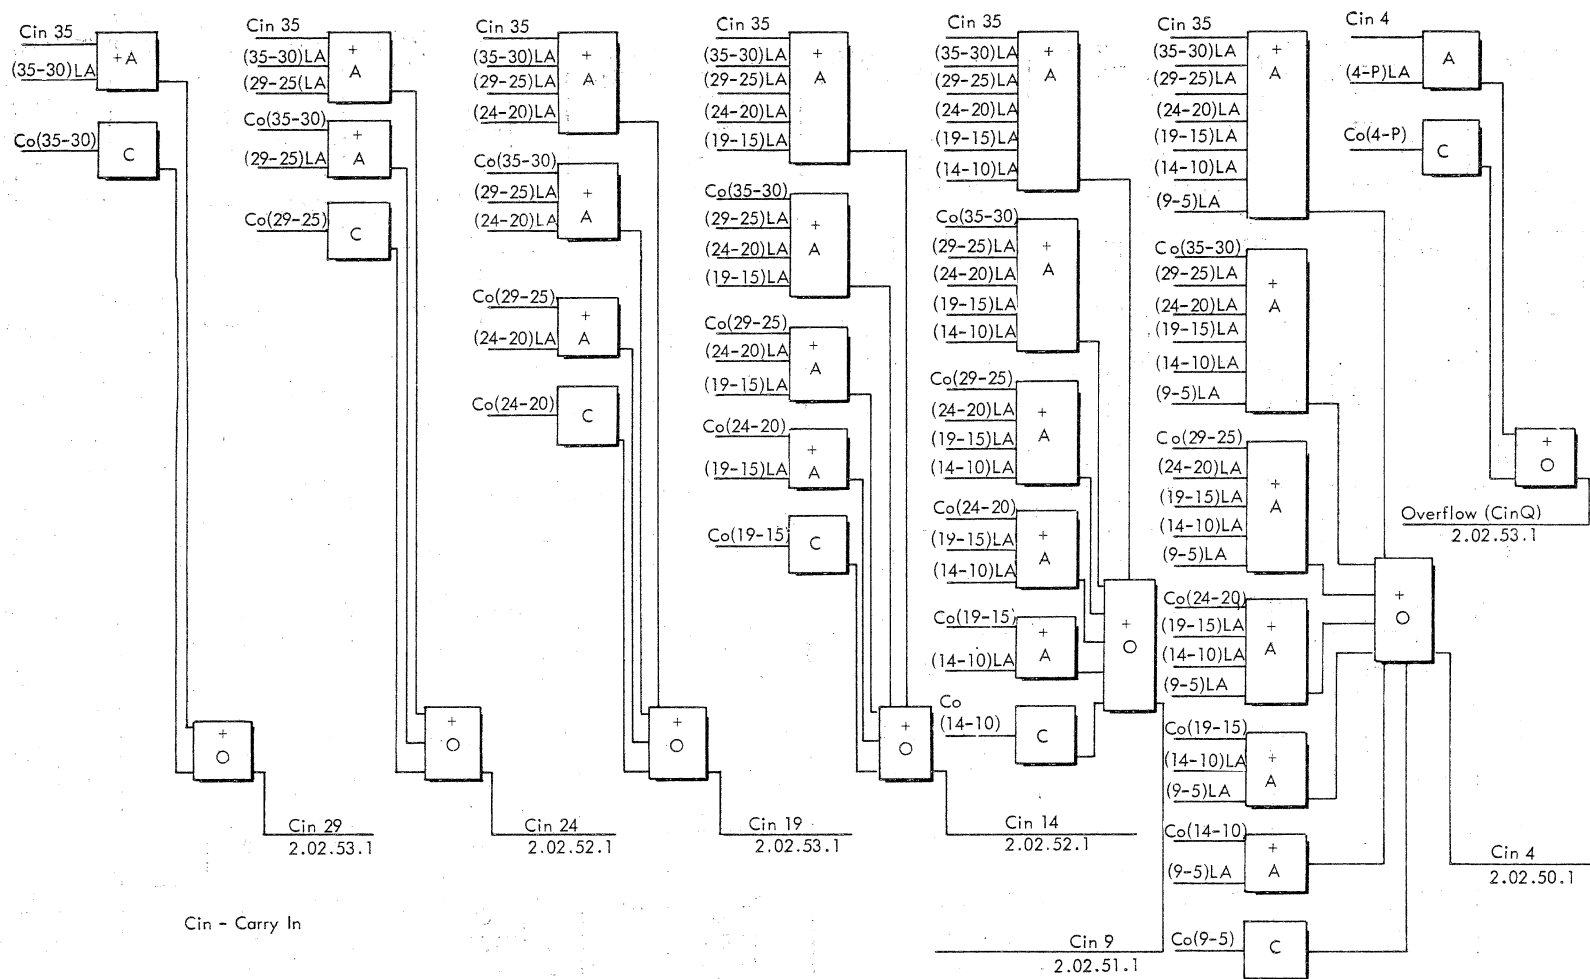 Cin 35
(35-30)LA
+A
Co(35-30)
C
+
O
Cin 29
2.02.53.1
Cin 35
(35-30)LA
(29-25(LA
+
A
Co(35-30)
(29-25)LA
+
A
Co(29-25)
C
+
O
Cin 24
2.02.52.1
Cin 35
(35-30)LA
(29-25)LA
(24-20)LA
+
A
Co(35-30)
(29-25)LA
(24-20)LA
+
A
Co(29-25)
(24-20)LA
+
A
Co(24-20)
C
+
O
Cin 19
2.02.53.1
Cin 35
(35-30)LA
(29-25)LA
(24-20)LA
(19-15)LA
+
A
Co(35-30)
(29-25)LA
(24-20)LA
(19-15)LA
+
A
Co(29-25)
(24-20)LA
(19-15)LA
+
A
Co(24-20)
(19-15)LA
+
A
Co(19-15)
C
+
O
Cin 14
2.02.52.1
Cin 35
(35-30)LA
(29-25)LA
(24-20)LA
(19-15)LA
(14-10)LA
+
A
Co(35-30)
(29-25)LA
(24-20)LA
(19-15)LA
(14-10)LA
+
A
Co(29-25)
(24-20)LA
(19-15)LA
(14-10)LA
+
A
Co(24-20)
(19-15)LA
(14-10)LA
+
A
Co(19-15)
(14-10)LA
+
A
Co
(14-10)
C
+
O
Cin 9
2.02.51.1
Cin 35
(35-30)LA
(29-25)LA
(24-20)LA
(19-15)LA
(14-10)LA
(9-5)LA
+
A
Co(35-30)
(29-25)LA
(24-20)LA
(19-15)LA
(14-10)LA
(9-5)LA
+
A
Co(29-25)
(24-20)LA
(19-15)LA
(14-10)LA
(9-5)LA
+
A
Co(24-20)
(19-15)LA
(14-10)LA
(9-5)LA
+
A
Co(19-15)
(14-10)LA
(9-5)LA
+
A
Co(14-10)
(9-5)LA
+
A
Co(9-5)
C
+
O
Cin 4
2.02.50.1
Cin 4
(4-P)LA
A
Co(4-P)
C
+
O
Overflow (CinQ)
2.02.53.1
Cin - Carry In